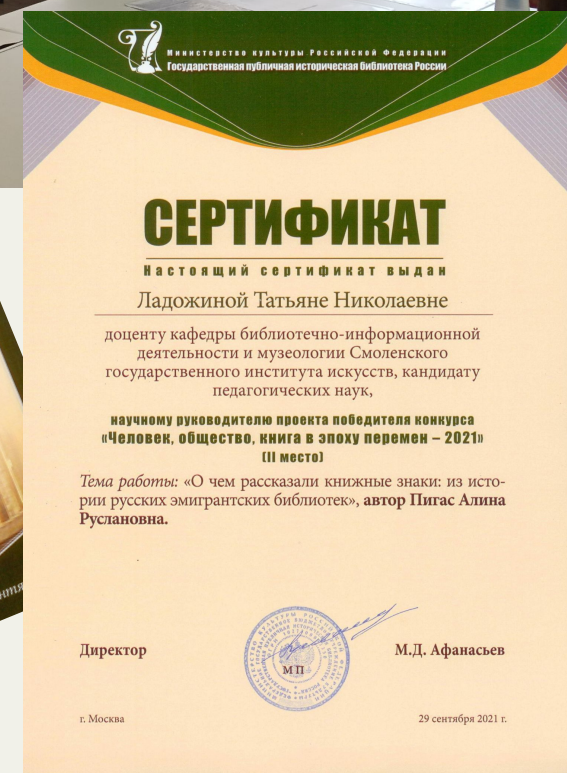 Министерство культуры Российской Федерации
Государственная публичная историческая библиотека России
СЕРТИФИКАТ
Настоящий сертификат выдан
Ладожиной Татьяне Николаевне
доценту кафедры библиотечно-информационной
деятельности и музеологии Смоленского
государственного института искусств, кандидату
педагогических наук,
научному руководителю проекта победителя конкурса
«Человек, общество, книга в эпоху перемен – 2021»
(II место)
Тема работы: «О чем рассказали книжные знаки: из исто-
рии русских эмигрантских библиотек», автор Пигас Алина
Руслановна.
Директор
МП
М.Д. Афанасьев
г. Москва
29 сентября 2021 г.